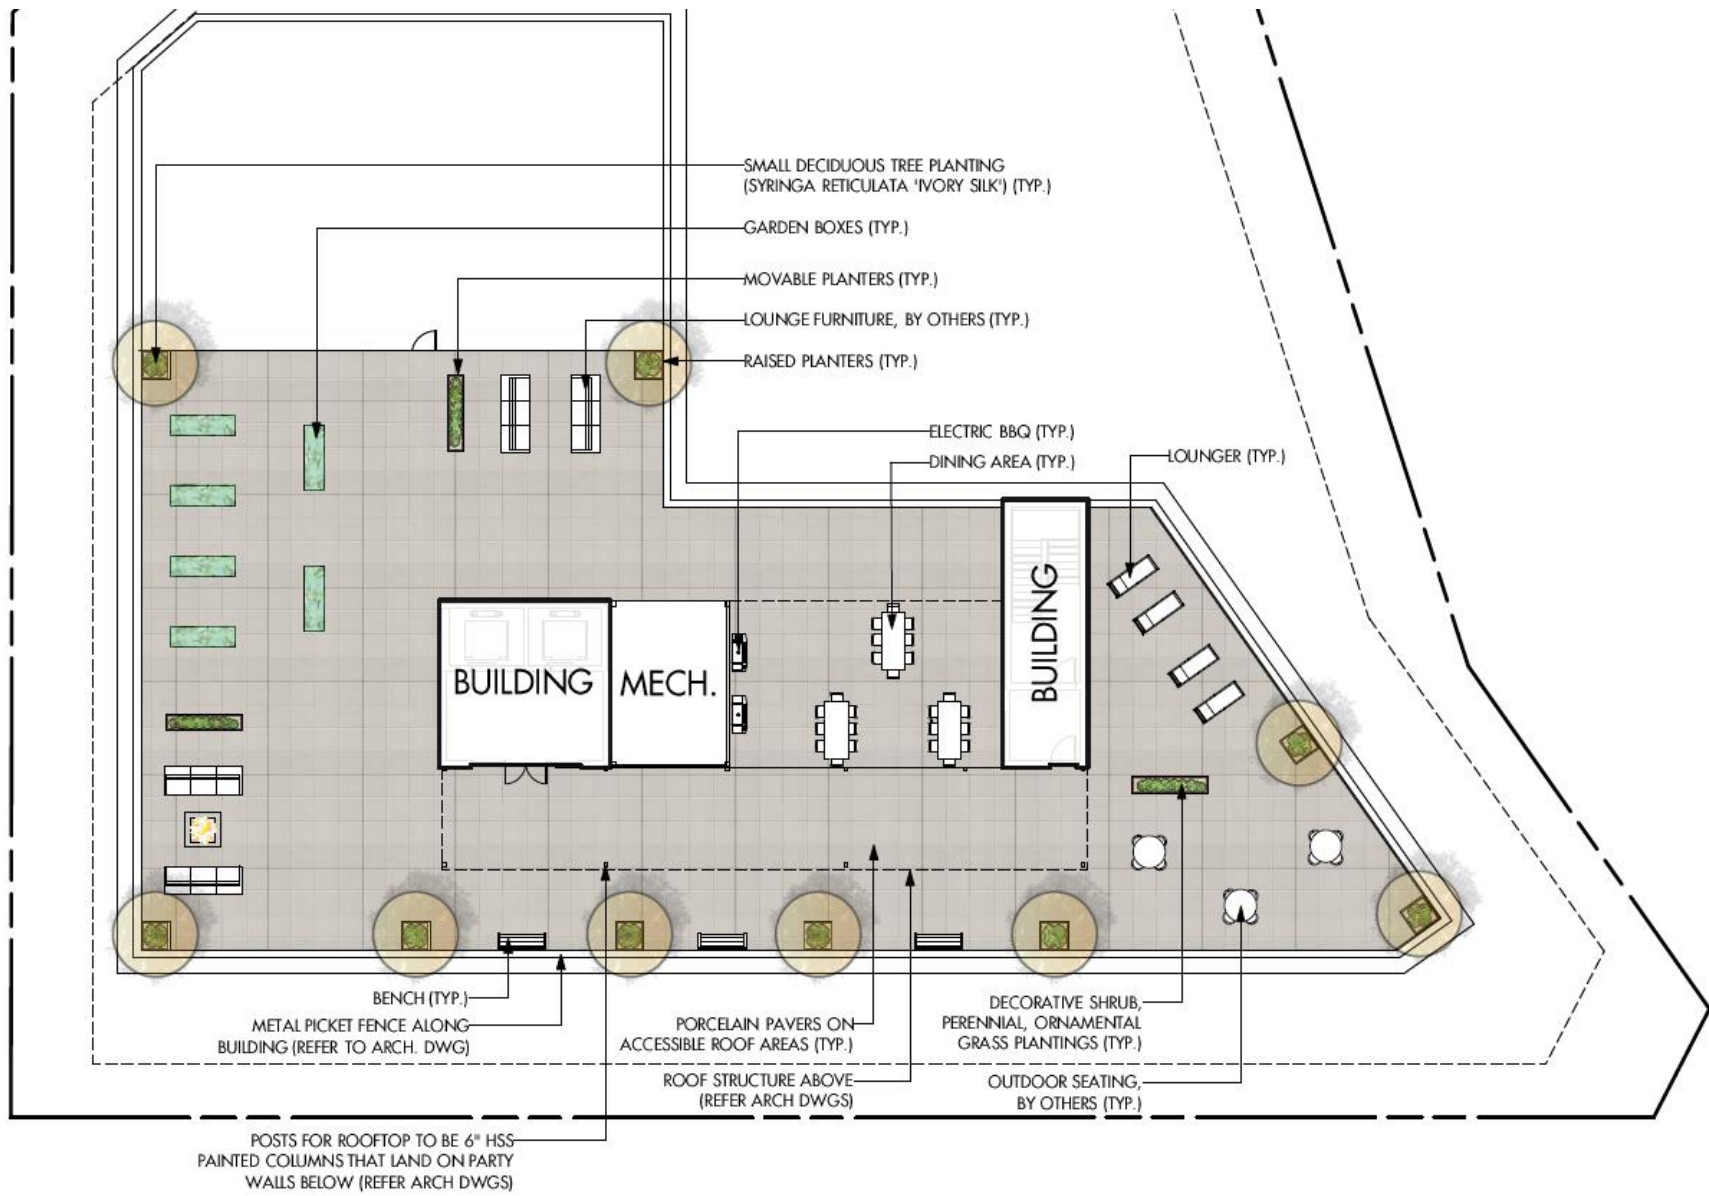 SMALL DECIDUOUS TREE PLANTING
(SYRINGA RETICULATA 'IVORY SILK') (TYP.)
GARDEN BOXES (TYP.)
MOVABLE PLANTERS (TYP.)
LOUNGE FURNITURE, BY OTHERS (TYP.)
RAISED PLANTERS (TYP.)
ELECTRIC BBQ (TYP.)
DINING AREA (TYP.)
LOUNGER (TYP.)
BUILDING
MECH.
BUILDING
BENCH (TYP.)
METAL PICKET FENCE ALONG
BUILDING (REFER TO ARCH. DWG)
PORCELAIN PAVERS ON
ACCESSIBLE ROOF AREAS (TYP.)
DECORATIVE SHRUB,
PERENNIAL, ORNAMENTAL
GRASS PLANTINGS (TYP.)
ROOF STRUCTURE ABOVE
(REFER ARCH DWGS)
OUTDOOR SEATING,
BY OTHERS (TYP.)
POSTS FOR ROOFTOP TO BE 6" HSS
PAINTED COLUMNS THAT LAND ON PARTY
WALLS BELOW (REFER ARCH DWGS)